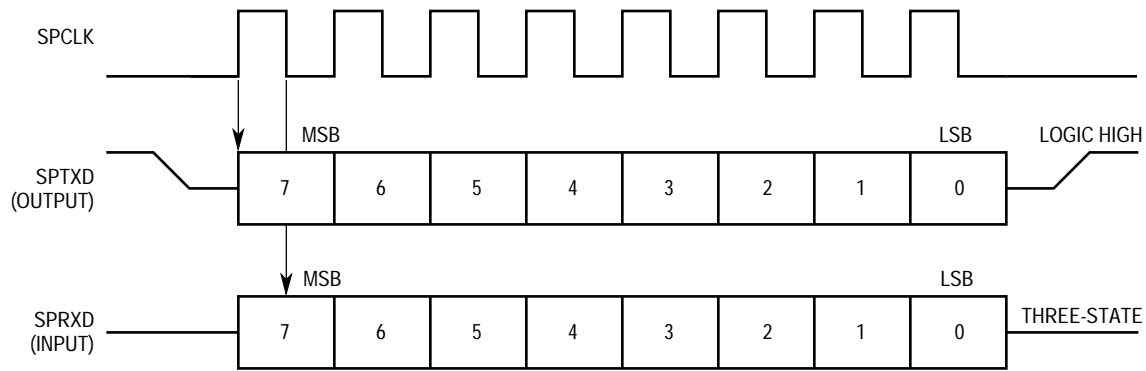 SPCLK
MSB
LSB
LOGIC HIGH
SPTXD
(OUTPUT)
7 6 5 4 3 2 1 0
MSB
LSB
SPRXD
(INPUT)
7 6 5 4 3 2 1 0
THREE-STATE